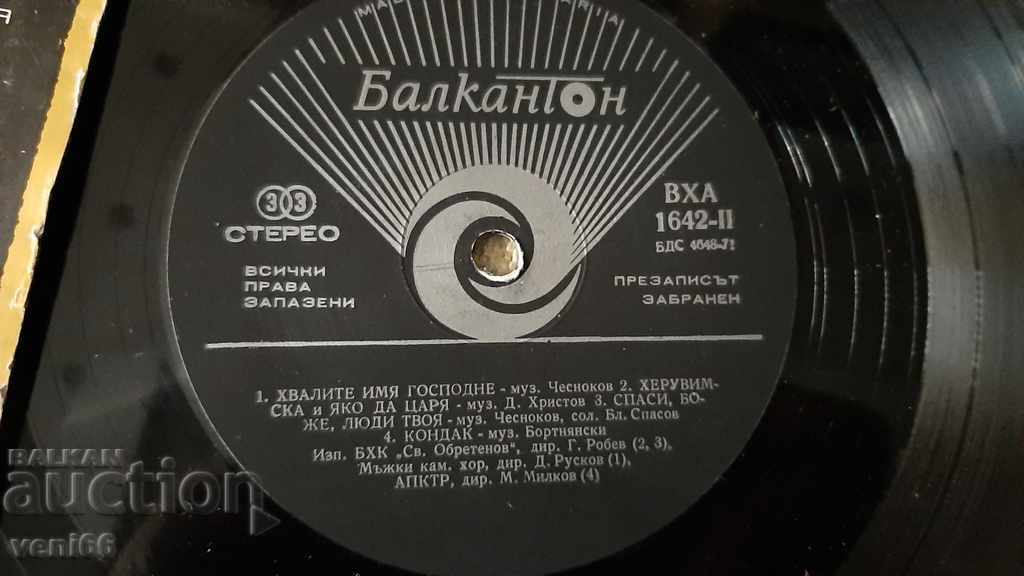 Я
Балкантон
33
СТЕРЕО
ВСИЧКИ
ПРАВА
ЗАПАЗЕНИ
ВХА
1642-II
БДС 4648-71
ПРЕЗАПИСЪТ
ЗАБРАНЕН
1. ХВАЛИТЕ ИМЯ ГОСПОДНЕ - муз. Чесноков 2. ХЕРУВИМ-
СКА и ЯКО ДА ЦАРЯ - муз. Д. Христов 3. СПАСИ, БО-
ЖЕ, ЛЮДИ ТВОЯ - муз. Чесноков, сол. Бл. Спасов
4. КОНДАК - муз. Бортнянски
Изп. БХК „Св. Обретенов", дир. Г. Робев (2, 3),
Мъжки кам. хор, дир. Д. Русков (1),
АПКТР, дир. М. Милков (4)
BALKAN
auction
veni66